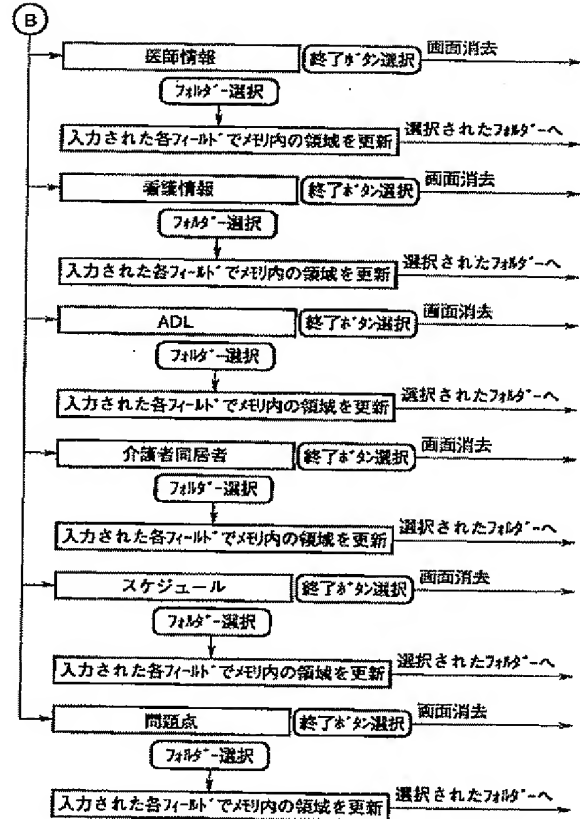 B
医師情報 終了ボタン選択 画面消去
フォルダー選択
入力された各フィールドでメモリ内の領域を更新 選択されたフォルダーへ
看護情報 終了ボタン選択 画面消去
フォルダー選択
入力された各フィールドでメモリ内の領域を更新 選択されたフォルダーへ
ADL 終了ボタン選択 画面消去
フォルダー選択
入力された各フィールドでメモリ内の領域を更新 選択されたフォルダーへ
介護者同居者 終了ボタン選択 画面消去
フォルダー選択
入力された各フィールドでメモリ内の領域を更新 選択されたフォルダーへ
スケジュール 終了ボタン選択 画面消去
フォルダー選択
入力された各フィールドでメモリ内の領域を更新 選択されたフォルダーへ
問題点 終了ボタン選択 画面消去
フォルダー選択
入力された各フィールドでメモリ内の領域を更新 選択されたフォルダーへ